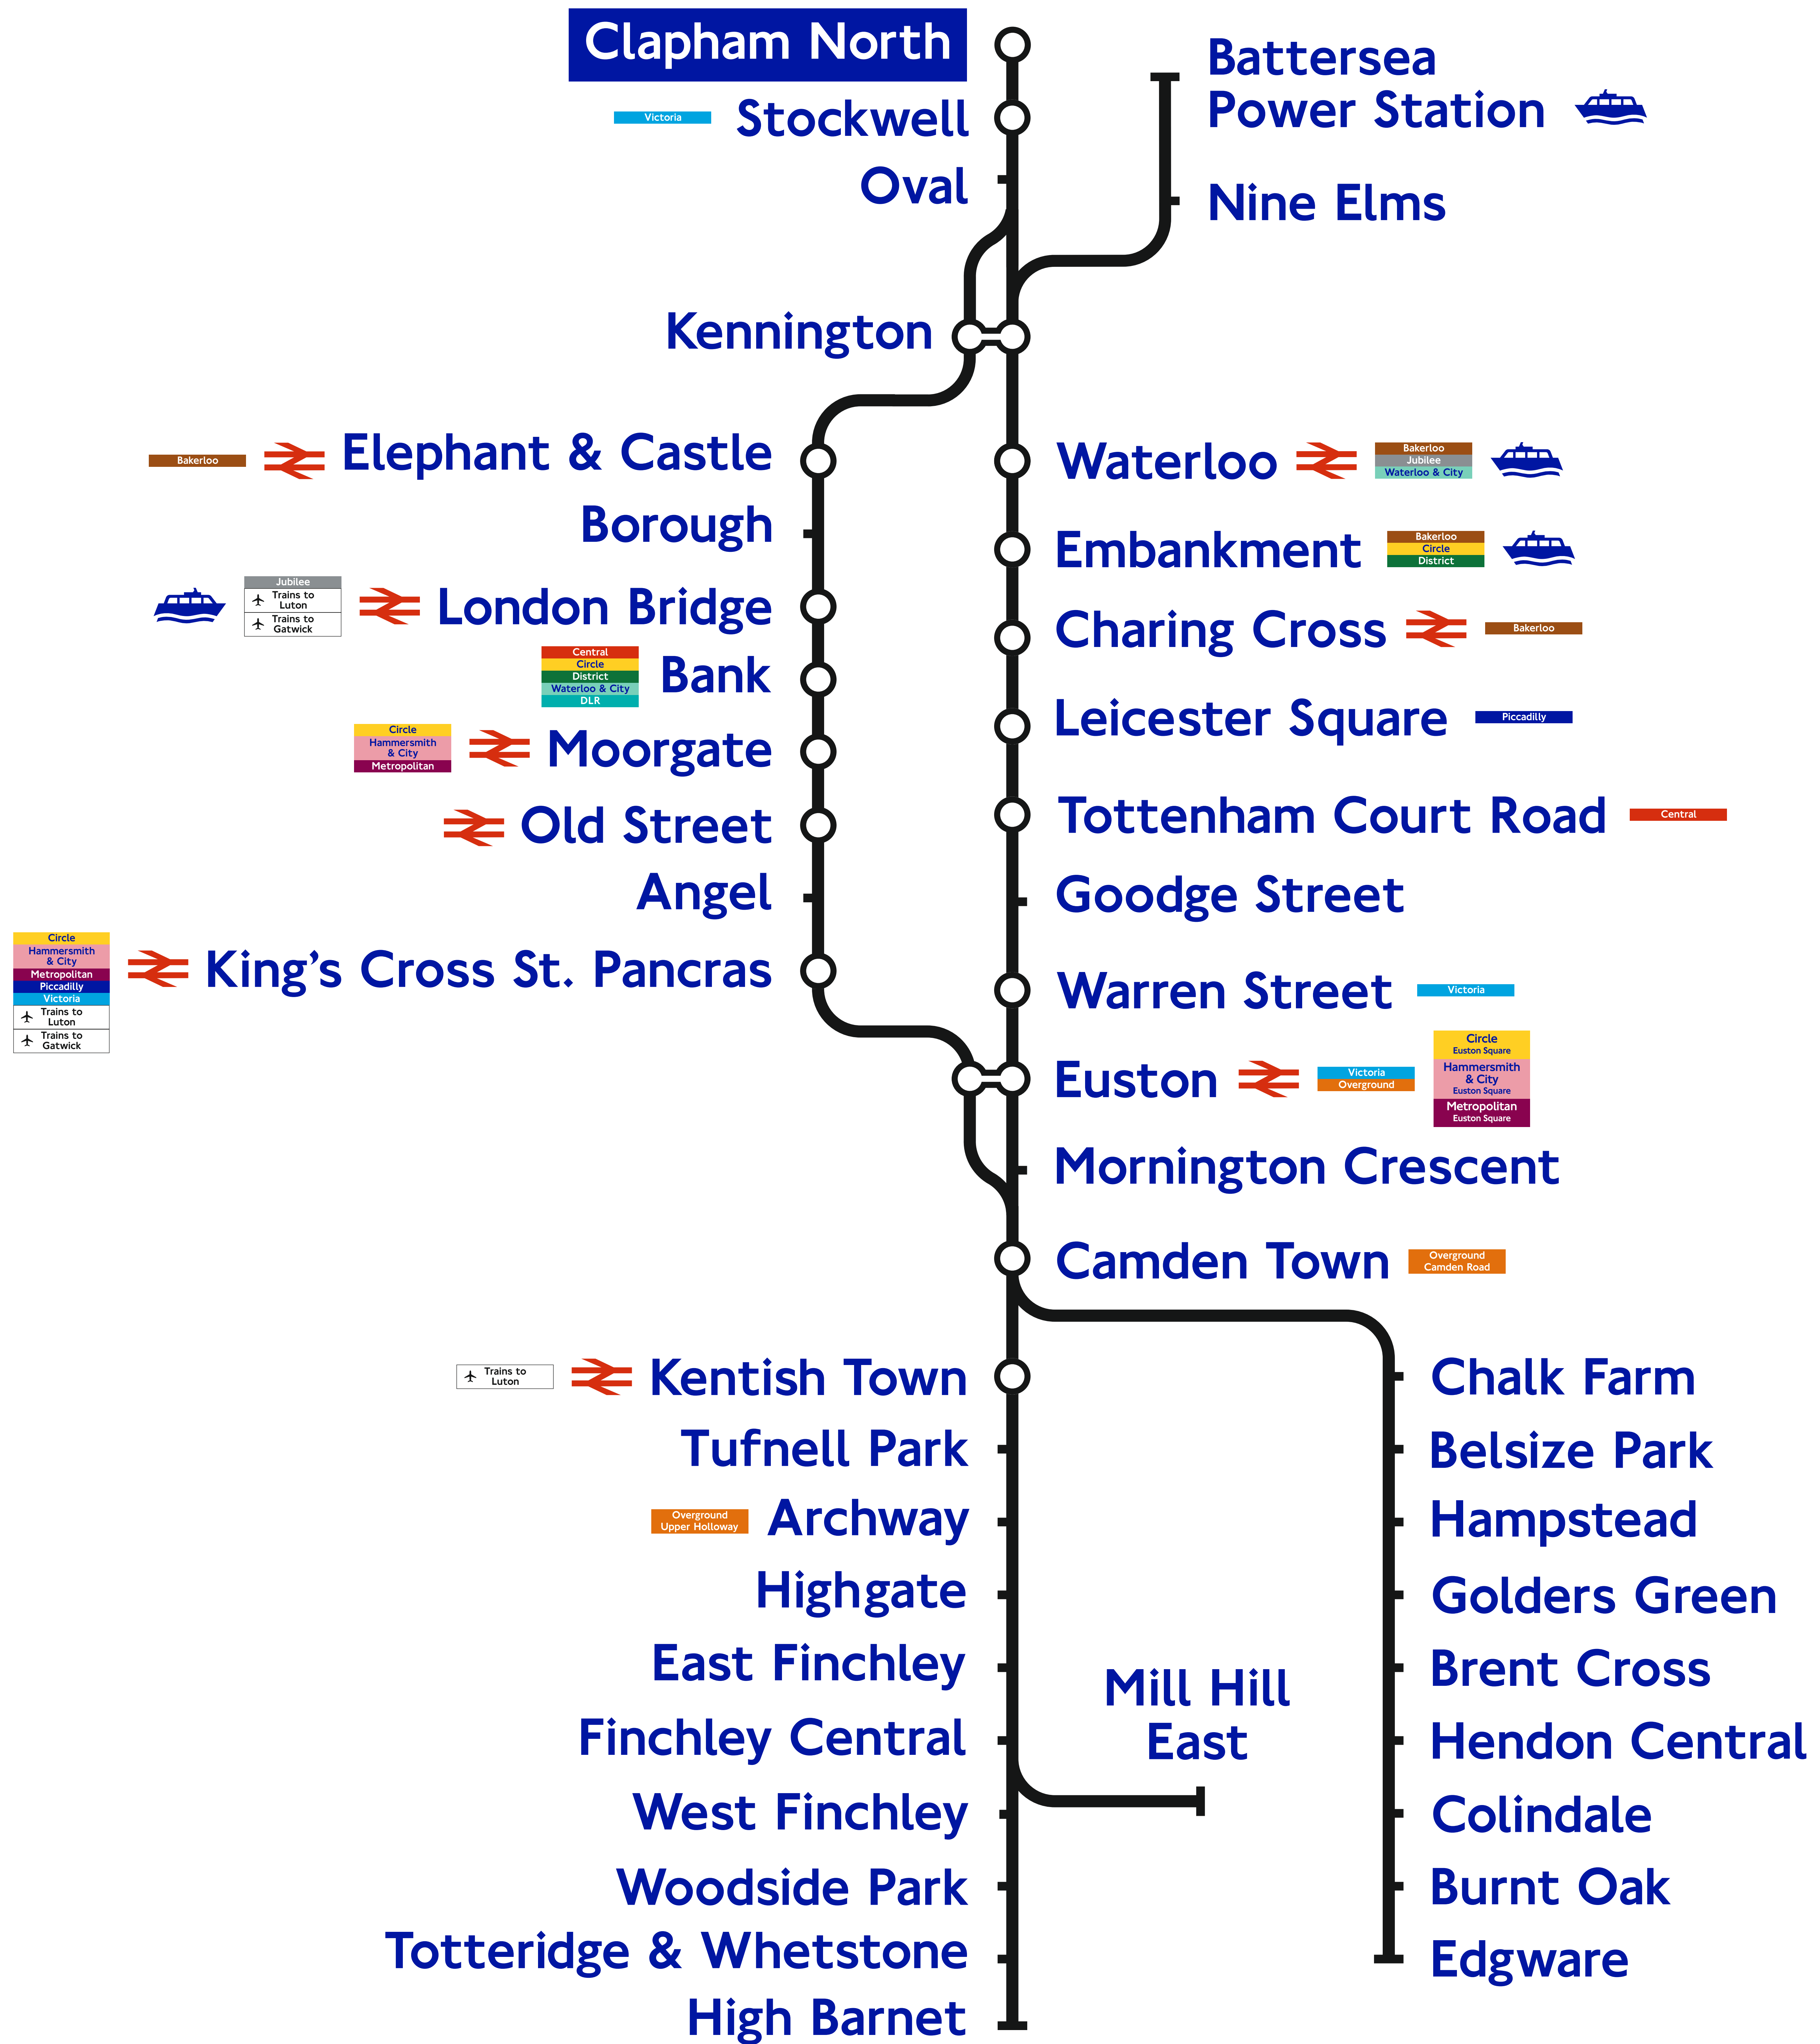 Clapham North
Battersea
Power Station
Victoria
Stockwell
Oval
Nine Elms
Kennington
Bakerloo
Elephant & Castle
Waterloo
Bakerloo
Jubilee
Waterloo & City
Borough
Embankment
Bakerloo
Circle
District
Jubilee
Trains to
Luton
Trains to
Gatwick
London Bridge
Charing Cross
Bakerloo
Central
Circle
District
Waterloo & City
DLR
Bank
Leicester Square
Piccadilly
Circle
Hammersmith
& City
Metropolitan
Moorgate
Tottenham Court Road
Central
Old Street
Angel
Goodge Street
Circle
Hammersmith
& City
Metropolitan
Piccadilly
Victoria
Trains to
Luton
Trains to
Gatwick
King's Cross St. Pancras
Warren Street
Victoria
Euston
Victoria
Overground
Circle
Euston Square
Hammersmith
& City
Euston Square
Metropolitan
Euston Square
Mornington Crescent
Camden Town
Overground
Camden Road
Trains to
Luton
Kentish Town
Chalk Farm
Tufnell Park
Belsize Park
Overground
Upper Holloway
Archway
Hampstead
Highgate
Golders Green
East Finchley
Brent Cross
Mill Hill
East
Finchley Central
Hendon Central
West Finchley
Colindale
Woodside Park
Burnt Oak
Totteridge & Whetstone
Edgware
High Barnet